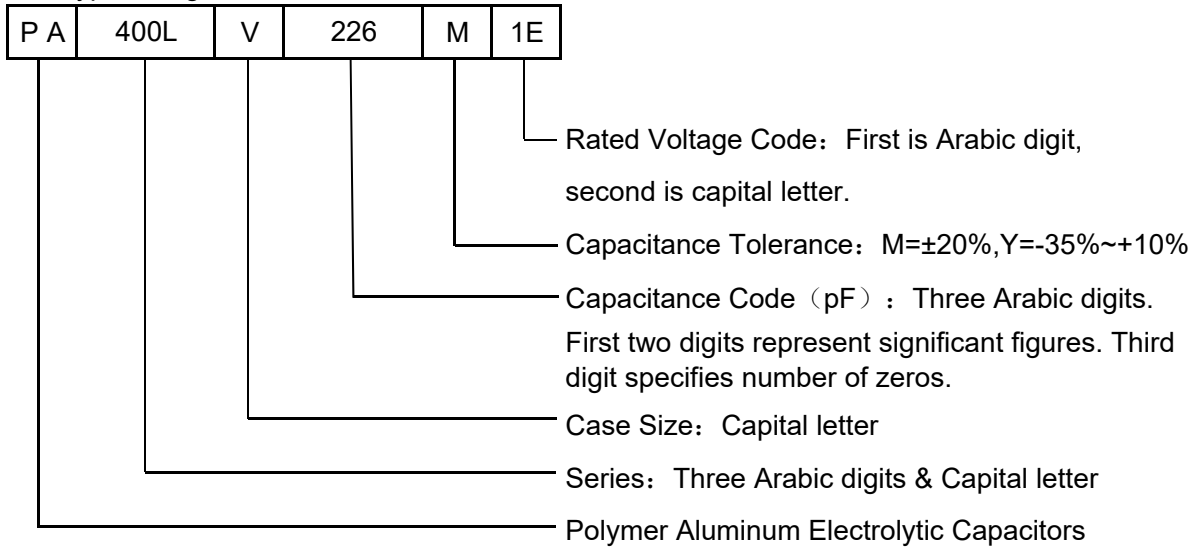 P A 400L V 226 M 1E
Rated Voltage Code：First is Arabic digit,
second is capital letter.
Capacitance Tolerance：M=±20%,Y=-35%~+10%
Capacitance Code（pF）：Three Arabic digits.
First two digits represent significant figures. Third
digit specifies number of zeros.
Case Size：Capital letter
Series：Three Arabic digits & Capital letter
Polymer Aluminum Electrolytic Capacitors